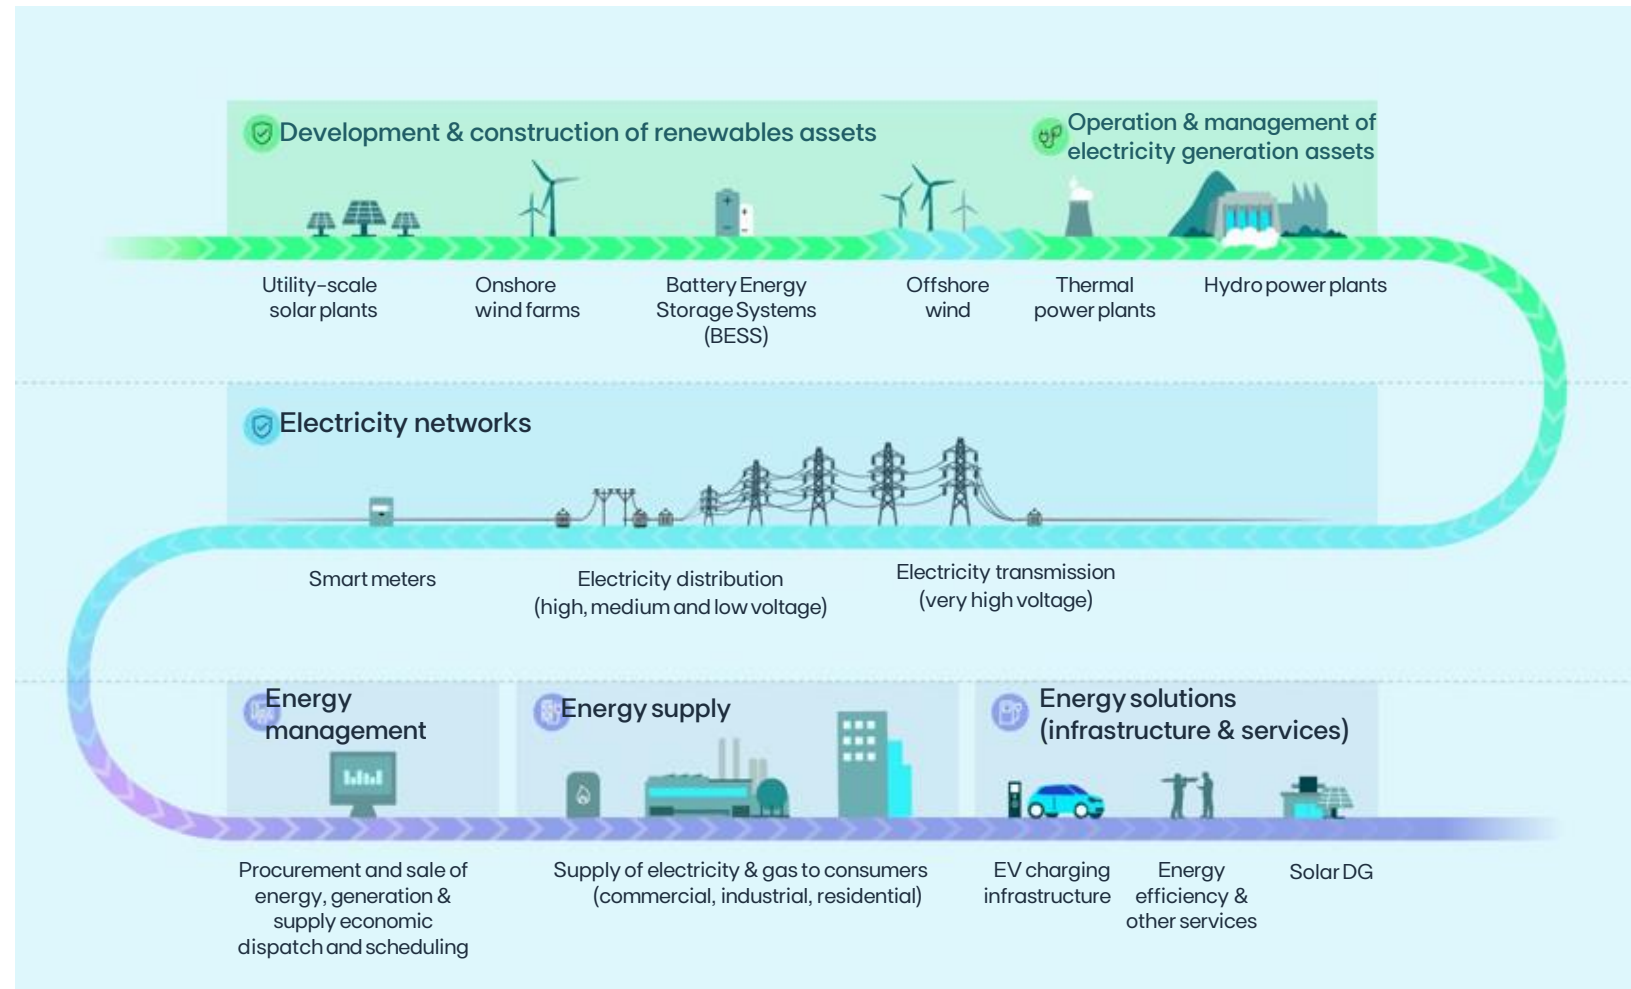 Development & construction of renewables assets
Operation & management of
electricity generation assets
Utility-scale
solar plants
Onshore
wind farms
Battery Energy
Storage Systems
(BESS)
Offshore
wind
Thermal
power plants
Hydro power plants
Electricity networks
Smart meters
Electricity distribution
(high, medium and low voltage)
Electricity transmission
(very high voltage)
Energy
management
Energy supply
Energy solutions
(infrastructure & services)
Procurement and sale of
energy, generation &
supply economic
dispatch and scheduling
Supply of electricity & gas to consumers
(commercial, industrial, residential)
EV charging
infrastructure
Energy
efficiency &
other services
Solar DG